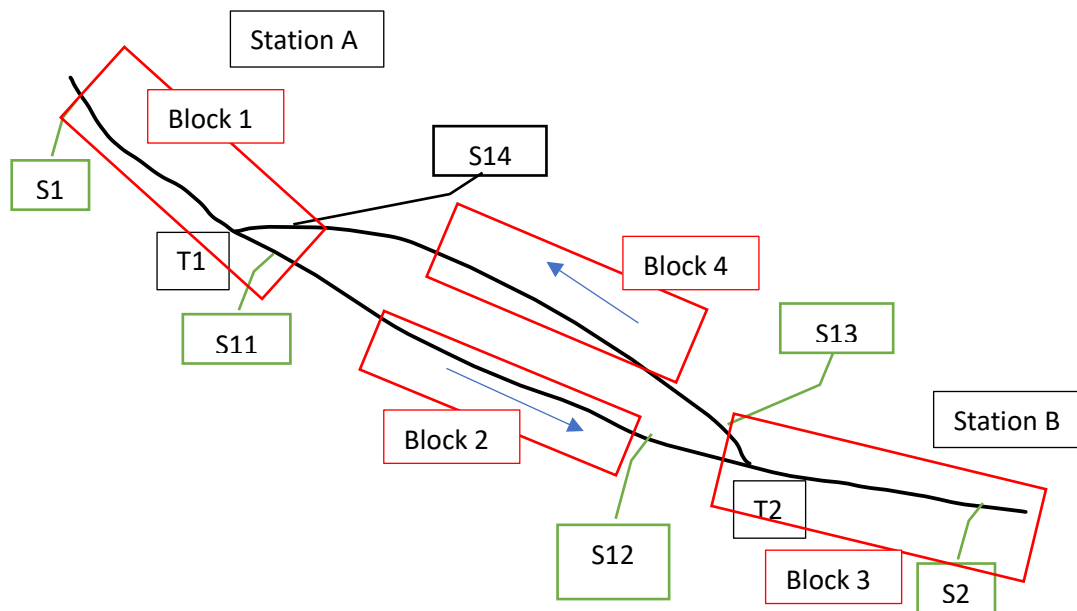 Station A
Block 1
S14
S1
T1
Block 4
S11
S13
Station B
Block 2
T2
S12
Block 3
S2